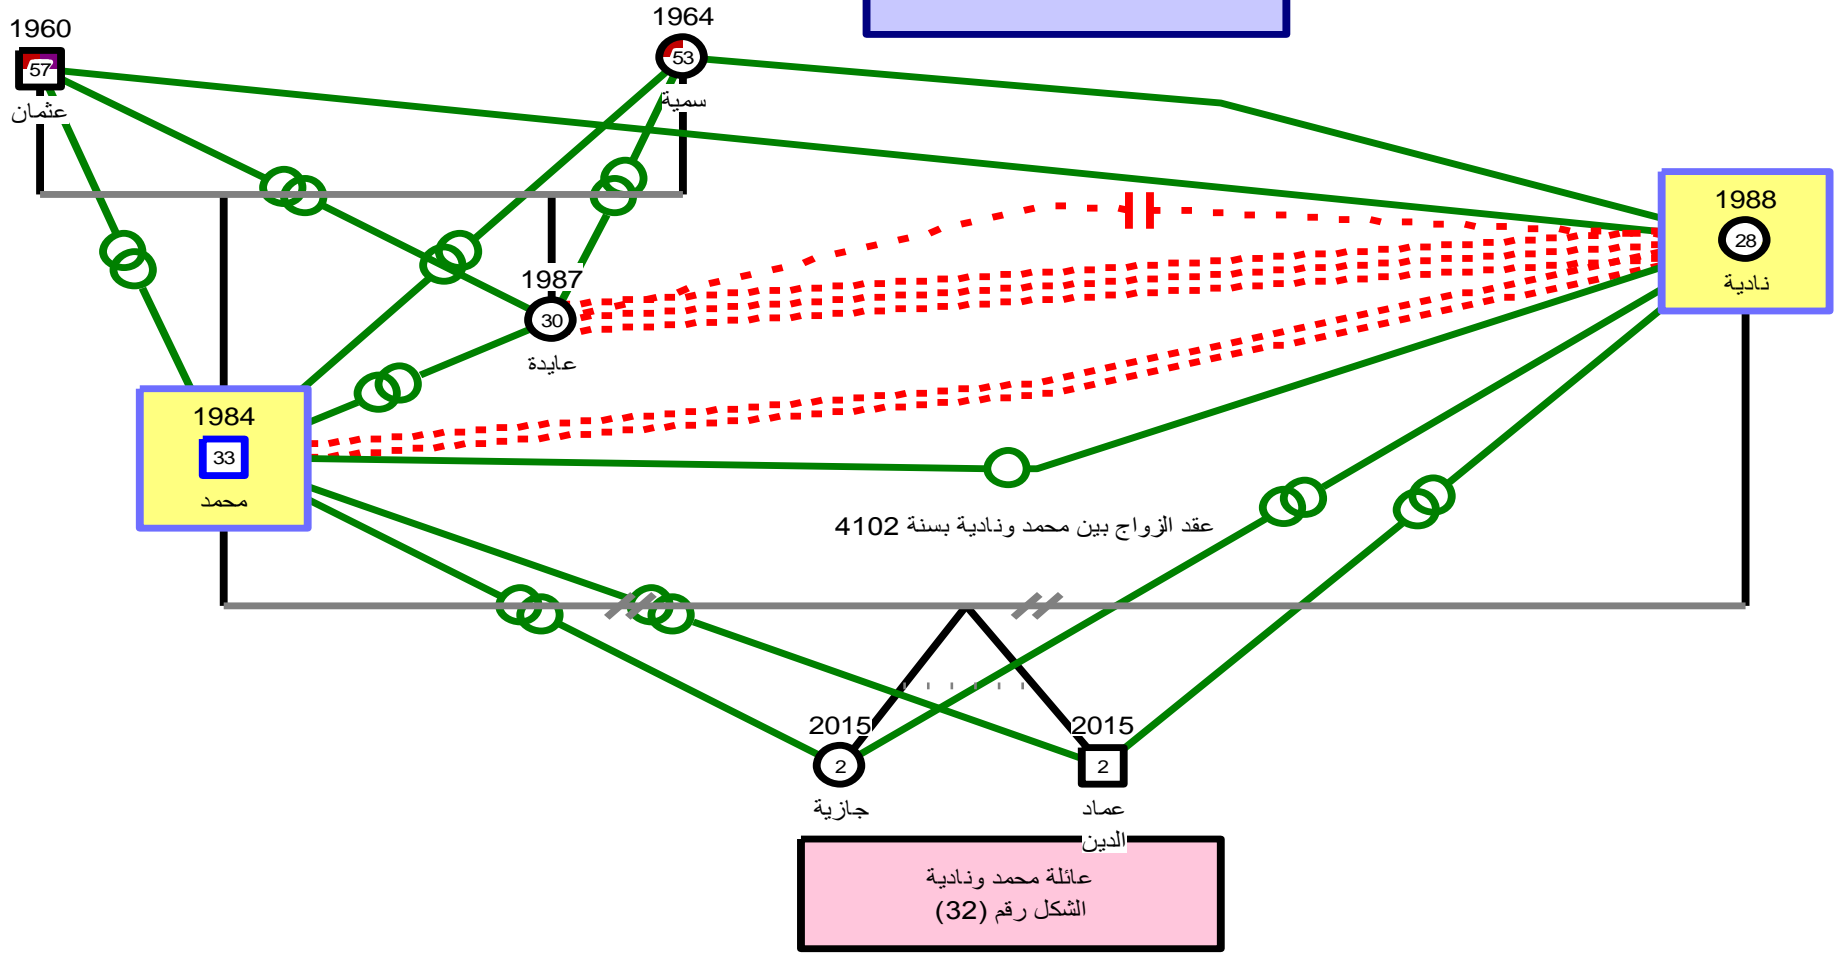 1960
57
عثمان
1964
53
سمية
1988
28
نادية
1987
30
عايدة
1984
33
محمد
عقد الزواج بين محمد ونادية بسنة 4102
2015
2
جازية
2015
2
عماد
الدين
عائلة محمد ونادية
الشكل رقم (32)